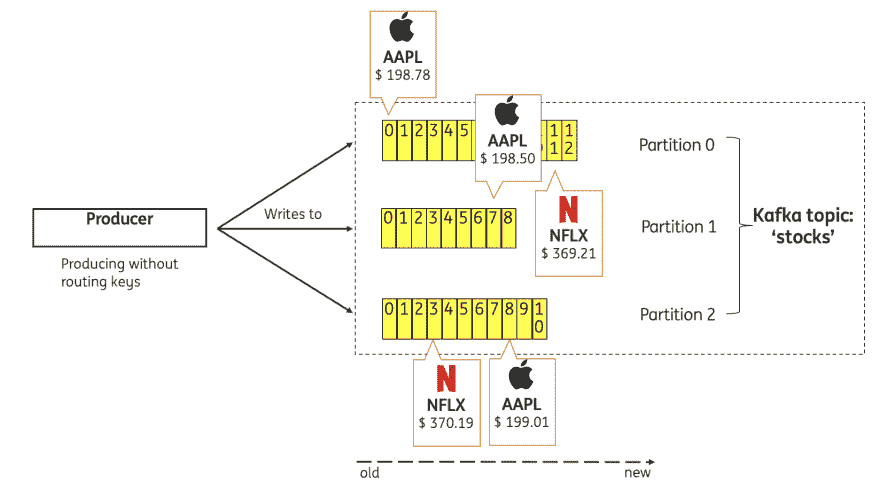 AAPL
$ 198.78
0 1 2 3 4 5 1 1
1 2
AAPL
$ 198.50
Partition 0
Producer
Writes to
0 1 2 3 4 5 6 7 8
N
NFLX
$ 369.21
Partition 1
Kafka topic:
‘stocks’
Producing without
routing keys
0 1 2 3 4 5 6 7 8 9 1
0
Partition 2
N
NFLX
$ 370.19
AAPL
$ 199.01
old
new